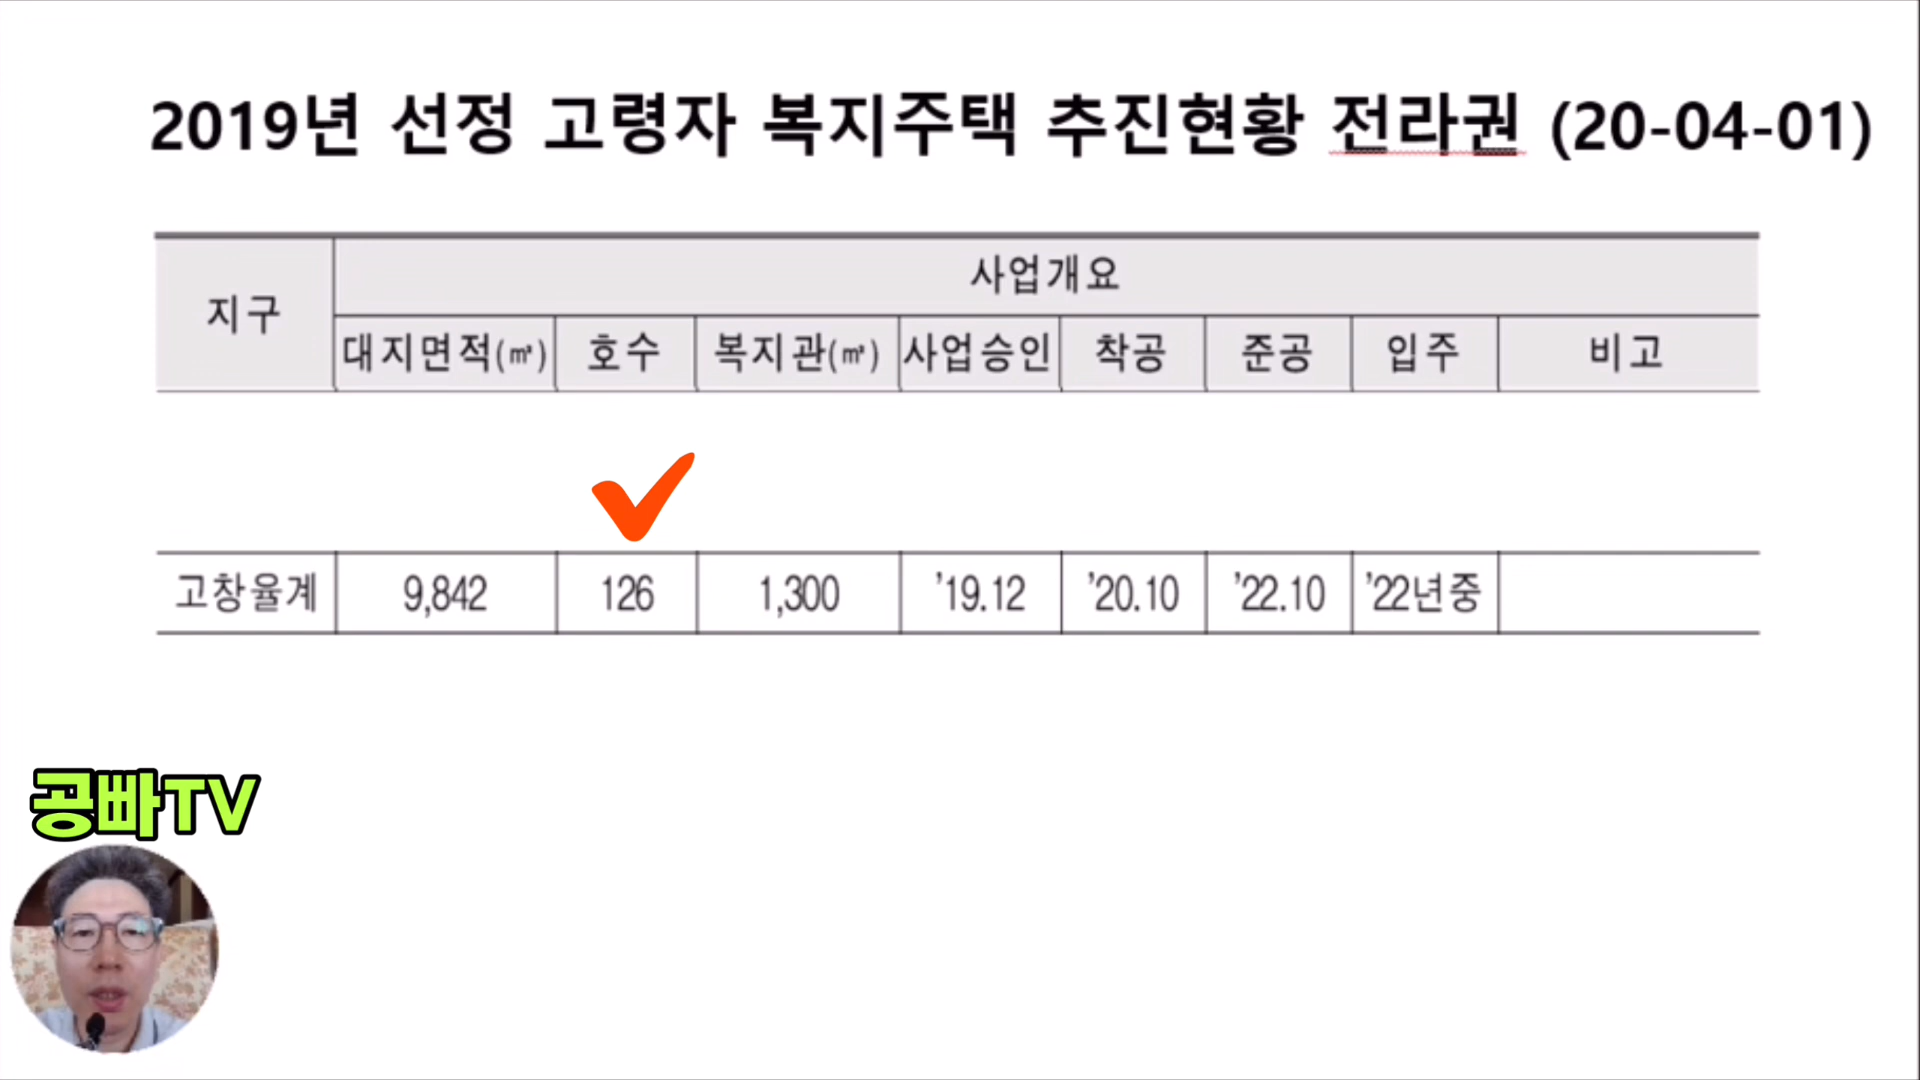 2019년 선정 고령자 복지주택 추진현황 전라권 (20-04-01)
지구
사업개요
대지면적(㎡) 호수 복지관(㎡) 사업승인 착공 준공 입주 비고
고창율계 9,842 126 1,300 '19.12 '20.10 '22.10 '22년중
공빠TV